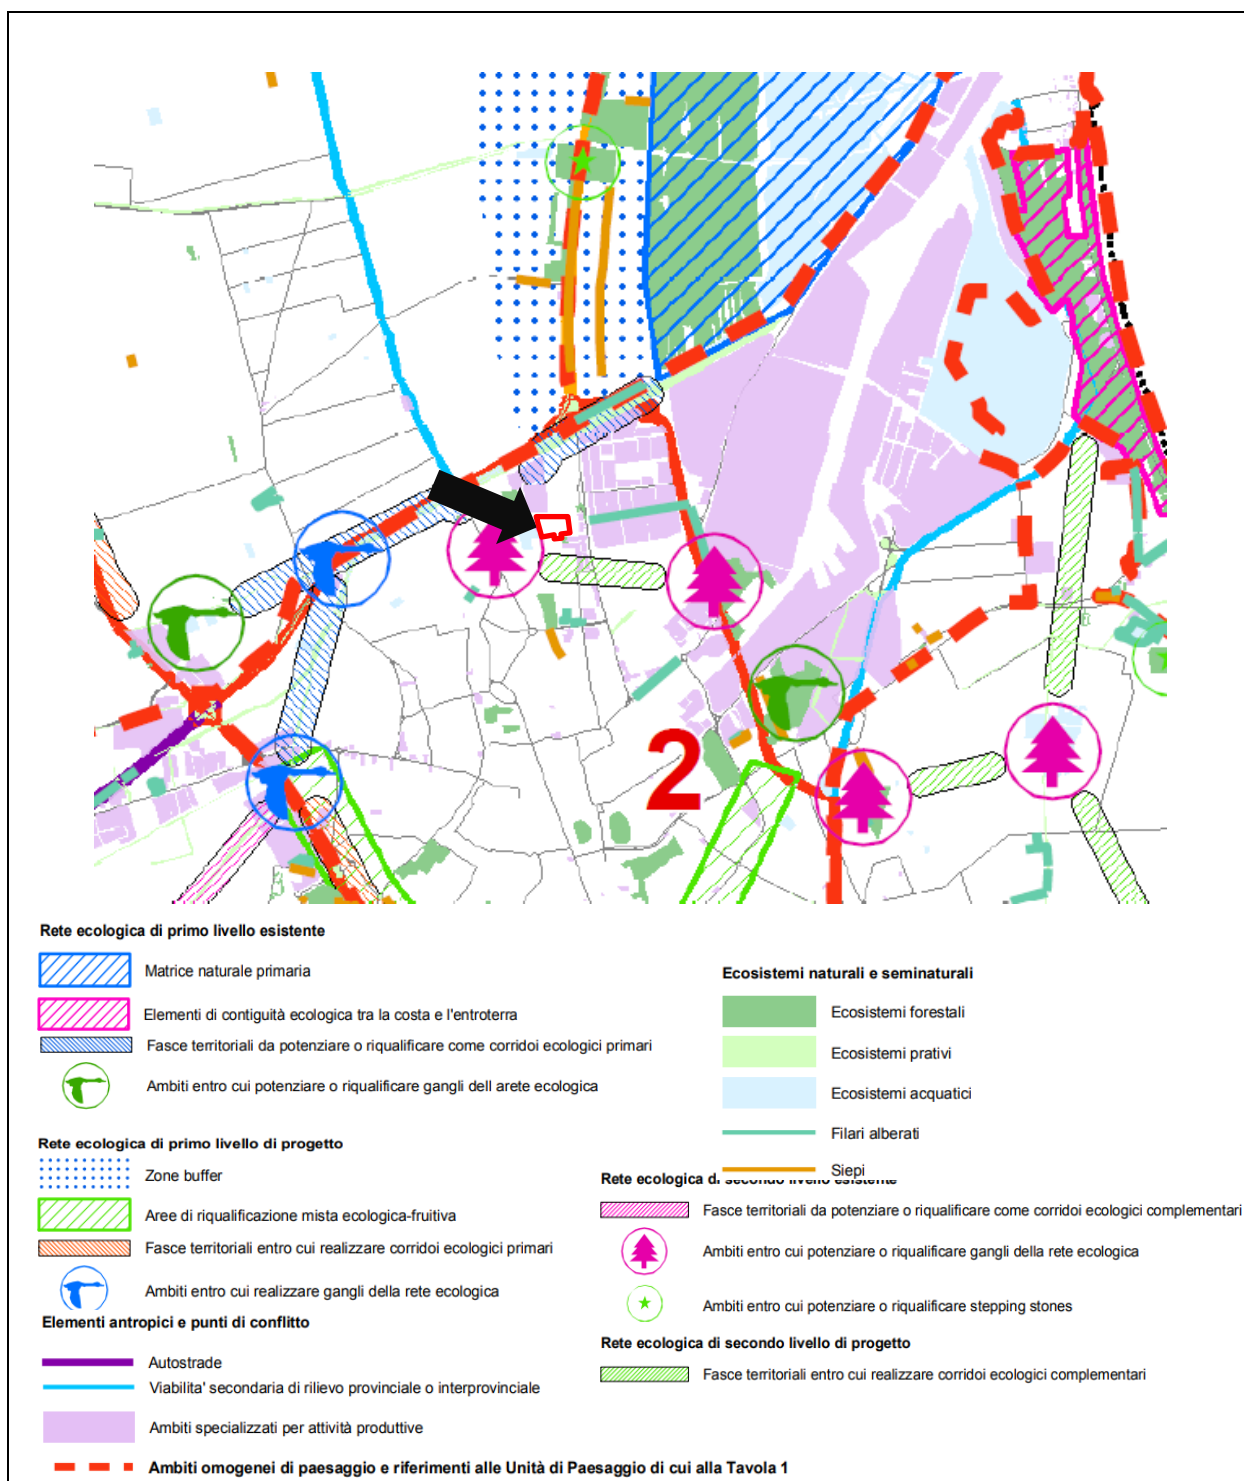 2
Rete ecologica di primo livello esistente
Matrice naturale primaria
Elementi di contiguità ecologica tra la costa e l'entroterra
Fasce territoriali da potenziare o riqualificare come corridoi ecologici primari
Ambiti entro cui potenziare o riqualificare gangli dell arete ecologica
Rete ecologica di primo livello di progetto
Zone buffer
Aree di riqualificazione mista ecologica-fruitiva
Fasce territoriali entro cui realizzare corridoi ecologici primari
Ambiti entro cui realizzare gangli della rete ecologica
Elementi antropici e punti di conflitto
Autostrade
Viabilita' secondaria di rilievo provinciale o interprovinciale
Ambiti specializzati per attività produttive
Ambiti omogenei di paesaggio e riferimenti alle Unità di Paesaggio di cui alla Tavola 1
Ecosistemi naturali e seminaturali
Ecosistemi forestali
Ecosistemi prativi
Ecosistemi acquatici
Filari alberati
Siepi
Rete ecologica di secondo livello esistente
Fasce territoriali da potenziare o riqualificare come corridoi ecologici complementari
Ambiti entro cui potenziare o riqualificare gangli della rete ecologica
Ambiti entro cui potenziare o riqualificare stepping stones
Rete ecologica di secondo livello di progetto
Fasce territoriali entro cui realizzare corridoi ecologici complementari